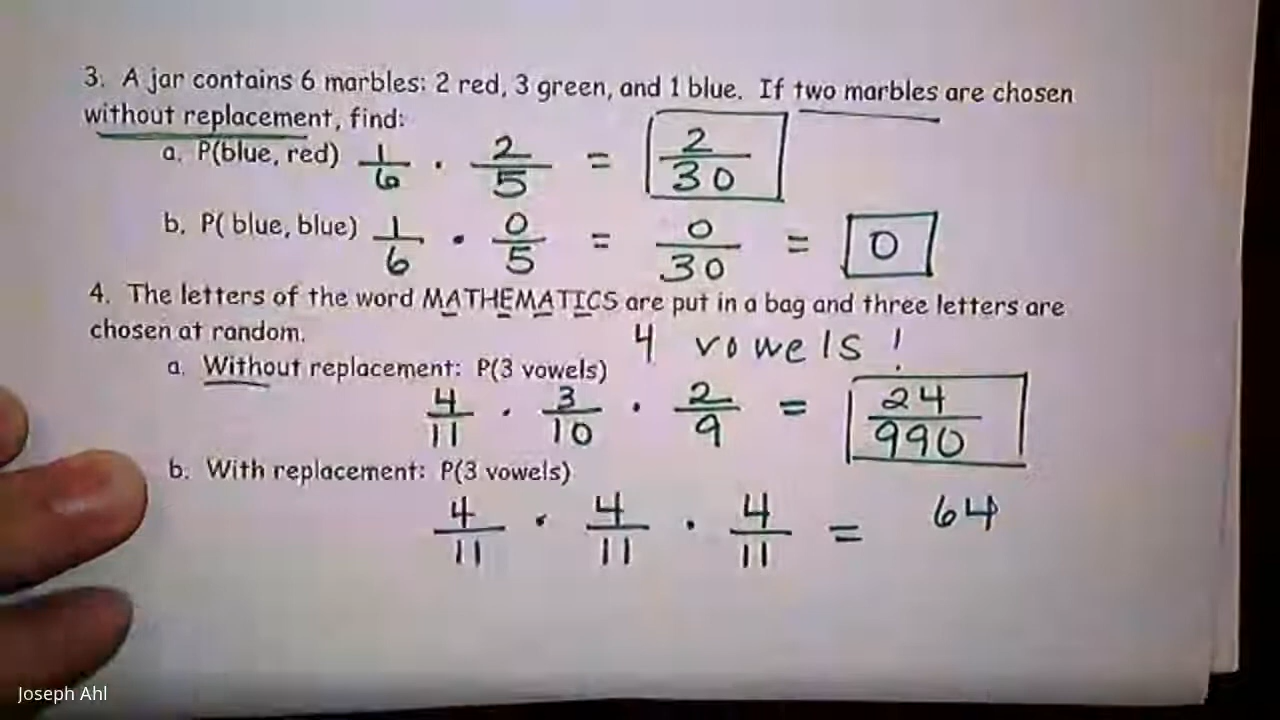 3. A jar contains 6 marbles: 2 red, 3 green, and 1 blue. If two marbles are chosen
without replacement, find:
a. P(blue, red) 1/6 · 2/5 = 2/30
b. P( blue, blue) 1/6 · 0/5 = 0/30 = 0
4. The letters of the word MATHEMATICS are put in a bag and three letters are
chosen at random.
4 vowels!
a. Without replacement: P(3 vowels)
4/11 · 3/10 · 2/9 = 24/990
b. With replacement: P(3 vowels)
4/11 · 4/11 · 4/11 = 64
Joseph Ahl